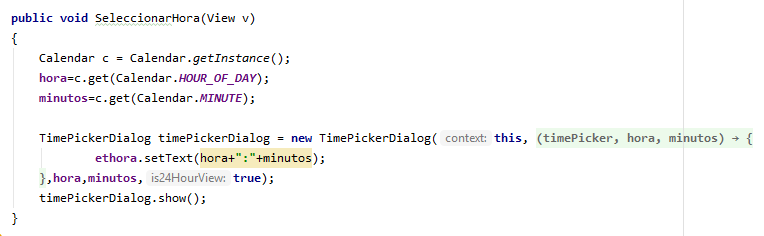 public void SeleccionarHora(View v)
{
Calendar c = Calendar.getInstance();
hora=c.get(Calendar.HOUR_OF_DAY);
minutos=c.get(Calendar.MINUTE);
TimePickerDialog timePickerDialog = new TimePickerDialog( context: this, (timePicker, hora, minutos) → {
ethora.setText(hora+":"+minutos);
},hora,minutos, is24HourView: true);
timePickerDialog.show();
}